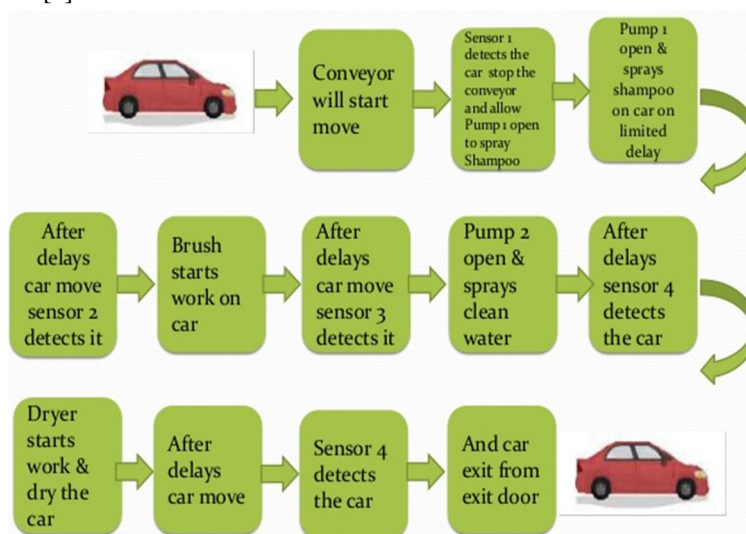 Conveyor
will start
move
Sensor 1
detects the
car stop the
conveyor
and allow
Pump 1 open
to spray
Shampoo
Pump 1
open &
sprays
shampoo
on car on
limited
delay
After
delays
car move
sensor 2
detects it
Brush
starts
work on
car
After
delays
car move
sensor 3
detects it
Pump 2
open &
sprays
clean
water
After
delays
sensor 4
detects
the car
Dryer
starts
work &
dry the
car
After
delays
car move
Sensor 4
detects
the car
And car
exit from
exit door